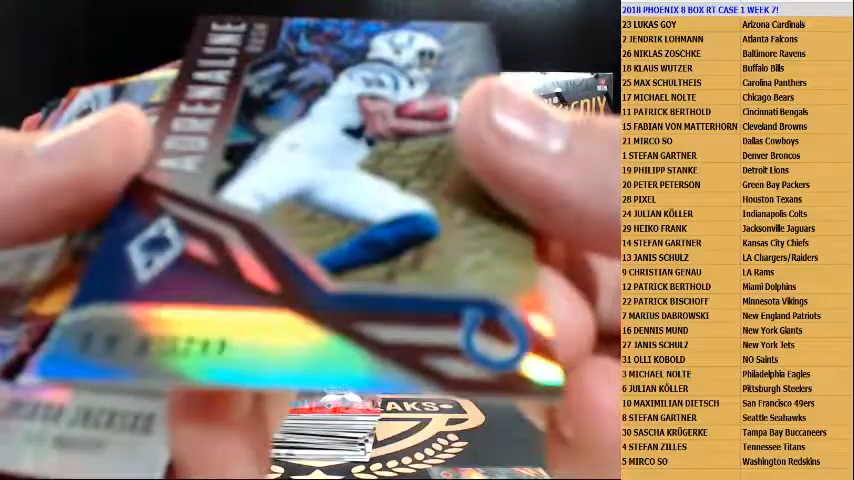 ADRENALINE
RUSH
T.Y. HILTON
JACKSON
AKS
2018 PHOENIX 8 BOX RT CASE 1 WEEK 7!
23 LUKAS GOY Arizona Cardinals
2 JENDRIK LOHMANN Atlanta Falcons
26 NIKLAS ZOSCHKE Baltimore Ravens
18 KLAUS WUTZER Buffalo Bills
25 MAX SCHULTHEIS Carolina Panthers
17 MICHAEL NOLTE Chicago Bears
11 PATRICK BERTHOLD Cincinnati Bengals
15 FABIAN VON MATTERHORN Cleveland Browns
21 MIRCO SO Dallas Cowboys
1 STEFAN GARTNER Denver Broncos
19 PHILIPP STANKE Detroit Lions
20 PETER PETERSON Green Bay Packers
28 PIXEL Houston Texans
24 JULIAN KÖLLER Indianapolis Colts
29 HEIKO FRANK Jacksonville Jaguars
14 STEFAN GARTNER Kansas City Chiefs
13 JANIS SCHULZ LA Chargers/Raiders
9 CHRISTIAN GENAU LA Rams
12 PATRICK BERTHOLD Miami Dolphins
22 PATRICK BISCHOFF Minnesota Vikings
7 MARIUS DABROWSKI New England Patriots
16 DENNIS MUND New York Giants
27 JANIS SCHULZ New York Jets
31 OLLI KOBOLD NO Saints
3 MICHAEL NOLTE Philadelphia Eagles
6 JULIAN KÖLLER Pittsburgh Steelers
10 MAXIMILIAN DIETSCH San Francisco 49ers
8 STEFAN GARTNER Seattle Seahawks
30 SASCHA KRÜGERKE Tampa Bay Buccaneers
4 STEFAN ZILLES Tennessee Titans
5 MIRCO SO Washington Redskins